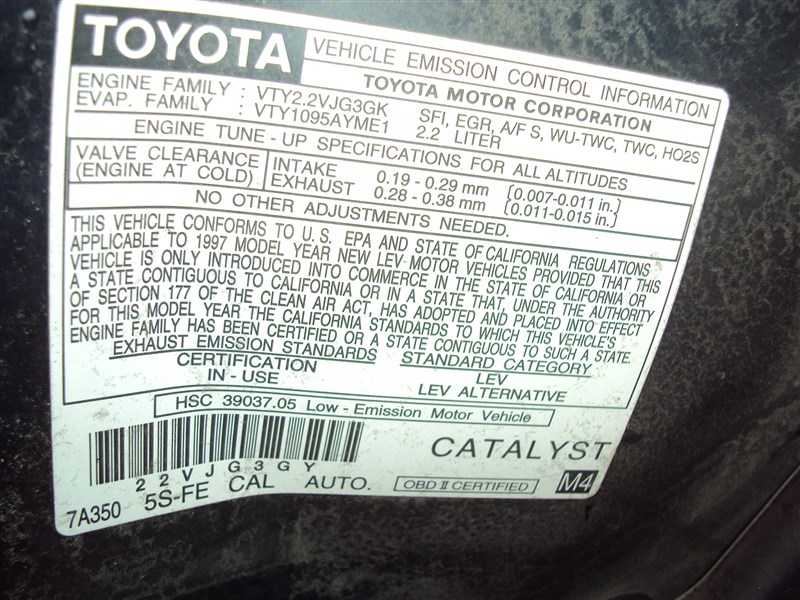 TOYOTA
VEHICLE EMISSION CONTROL INFORMATION
TOYOTA MOTOR CORPORATION
ENGINE FAMILY : VTY2.2VJG3GK
EVAP. FAMILY : VTY1095AYME1
SFI, EGR, A/F S, WU-TWC, TWC, HO2S
2.2 LITER
ENGINE TUNE - UP SPECIFICATIONS FOR ALL ALTITUDES
VALVE CLEARANCE
(ENGINE AT COLD)
INTAKE 0.19 - 0.29 mm (0.007-0.011 in.)
EXHAUST 0.28 - 0.38 mm (0.011-0.015 in.)
NO OTHER ADJUSTMENTS NEEDED.
THIS VEHICLE CONFORMS TO U.S. EPA AND STATE OF CALIFORNIA REGULATIONS
APPLICABLE TO 1997 MODEL YEAR NEW LEV MOTOR VEHICLES PROVIDED THAT THIS
VEHICLE IS ONLY INTRODUCED INTO COMMERCE IN THE STATE OF CALIFORNIA OR
A STATE CONTIGUOUS TO CALIFORNIA OR IN A STATE THAT, UNDER THE AUTHORITY
OF SECTION 177 OF THE CLEAN AIR ACT, HAS ADOPTED AND PLACED INTO EFFECT
FOR THIS MODEL YEAR THE CALIFORNIA STANDARDS TO WHICH THIS VEHICLE'S
ENGINE FAMILY HAS BEEN CERTIFIED OR A STATE CONTIGUOUS TO SUCH A STATE.
EXHAUST EMISSION STANDARDS STANDARD CATEGORY
CERTIFICATION LEV
IN - USE LEV ALTERNATIVE
HSC 39037.05 Low - Emission Motor Vehicle
CATALYST
22VJG3GY
7A350 5S-FE CAL AUTO. OBD II CERTIFIED M4